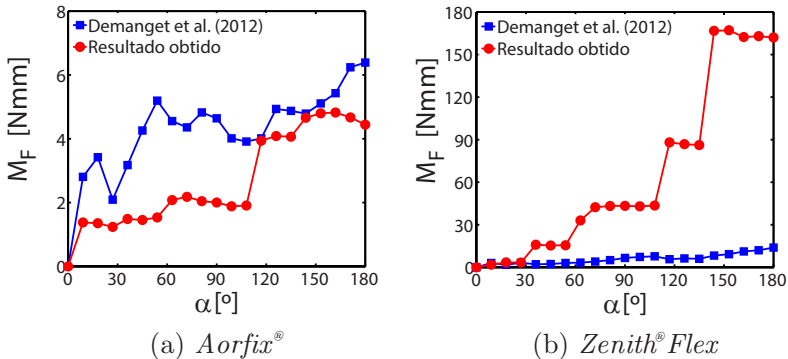 Demanget et al. (2012)
Resultado obtido
M_F [Nmm]
8
6
4
2
0
0 30 60 90 120 150 180
α[º]
(a) Aorfix®
Demanget et al. (2012)
Resultado obtido
M_F [Nmm]
180
150
120
90
60
30
0
0 30 60 90 120 150 180
α[º]
(b) Zenith® Flex